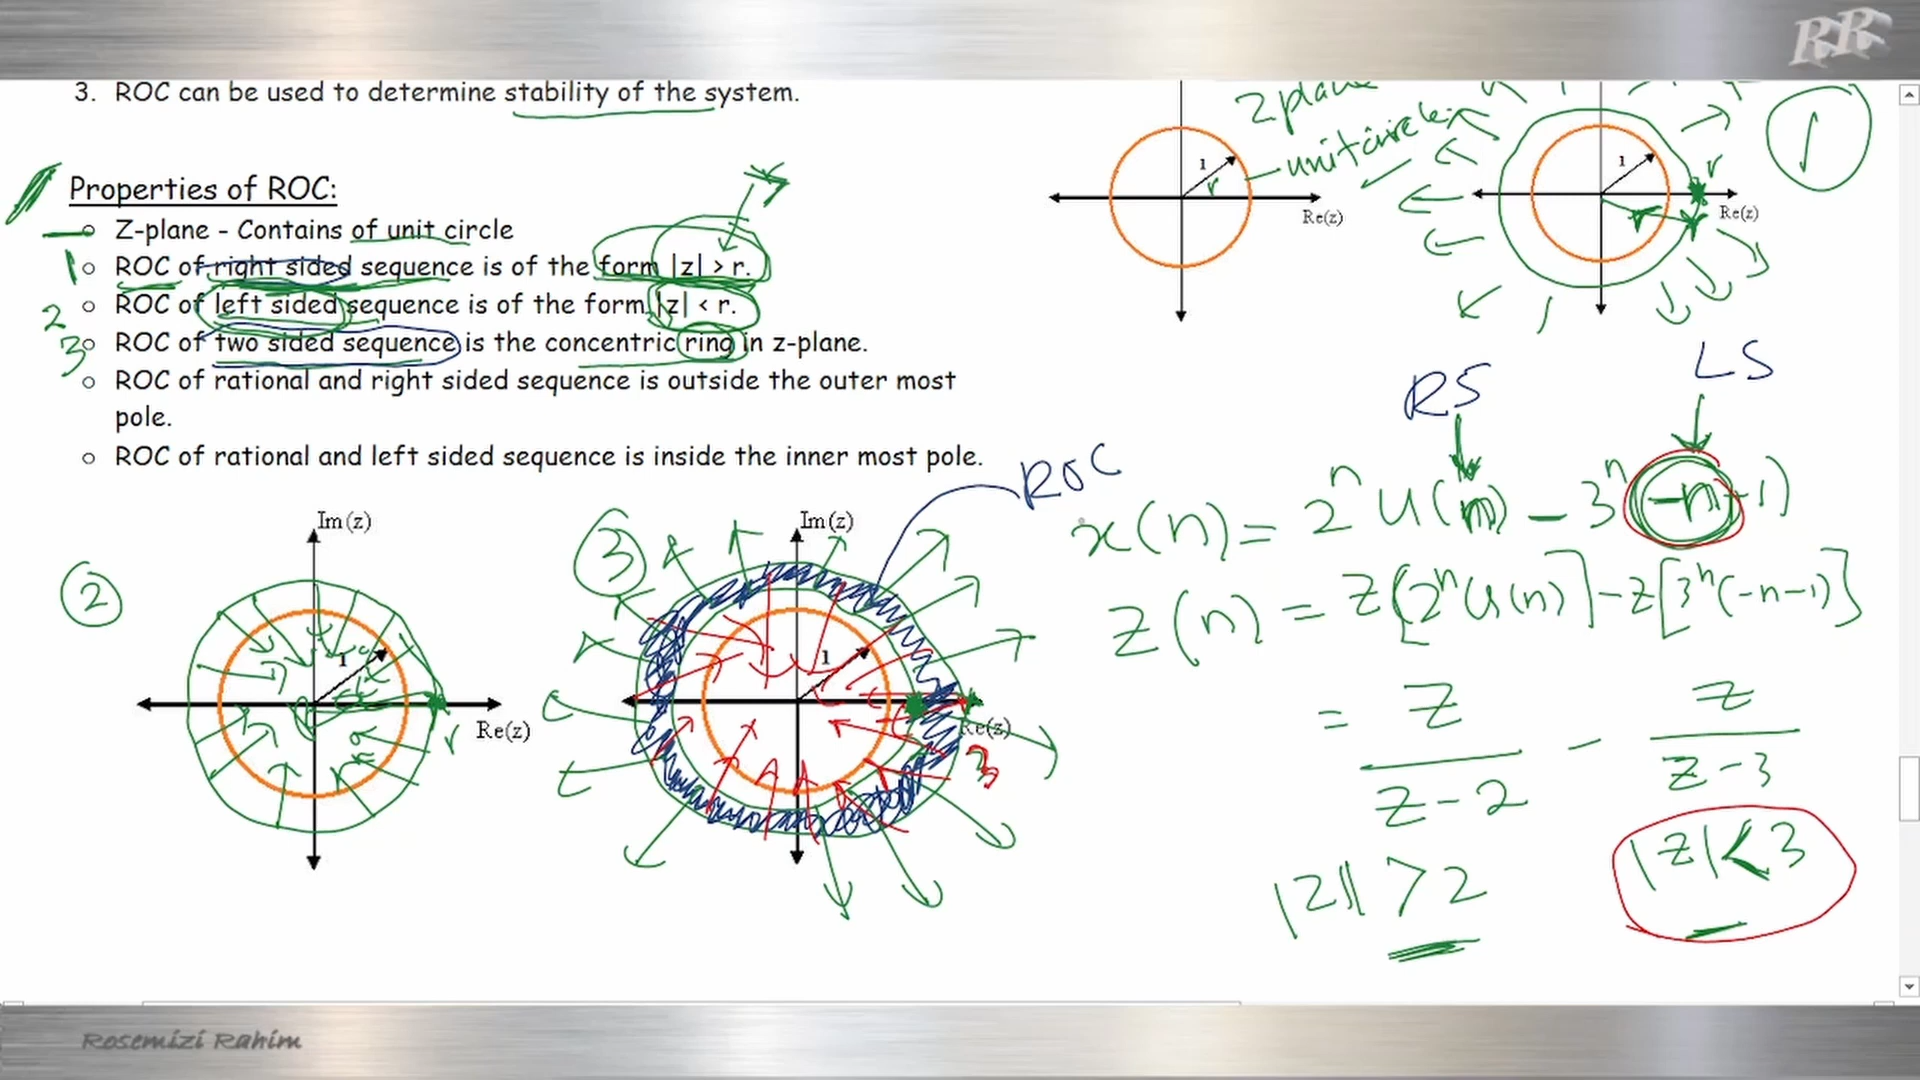 RR
3. ROC can be used to determine stability of the system.
Properties of ROC:
○ Z-plane - Contains of unit circle
1 ○ ROC of right sided sequence is of the form |z| > r.
2 ○ ROC of left sided sequence is of the form |z| < r.
3 ○ ROC of two sided sequence is the concentric ring in z-plane.
○ ROC of rational and right sided sequence is outside the outer most
pole.
○ ROC of rational and left sided sequence is inside the inner most pole.
z plane
unit circle
1
r
Re(z)
1
r
r
Re(z)
1
2
Im(z)
1
r
Re(z)
3
Im(z)
1
Re(z)
3
ROC
RS
LS
x(n) = 2^n u(n) - 3^n (-n-1)
Z(n) = Z[2^n u(n)] - Z[3^n (-n-1)]
= z/(z-2) - z/(z-3)
|z| > 2
|z| < 3
Rosemizi Rahim